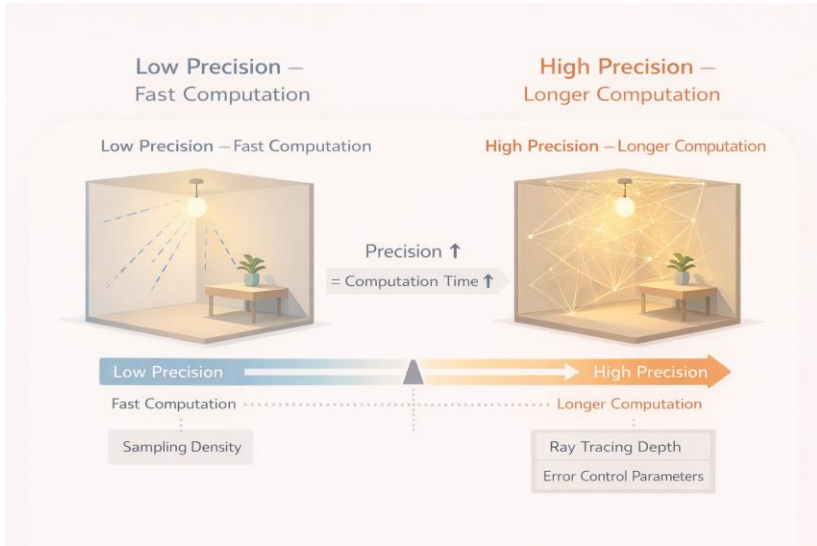 Low Precision –
Fast Computation
High Precision –
Longer Computation
Low Precision – Fast Computation
High Precision – Longer Computation
Precision ↑
= Computation Time ↑
Low Precision
High Precision
Fast Computation
Longer Computation
Sampling Density
Ray Tracing Depth
Error Control Parameters